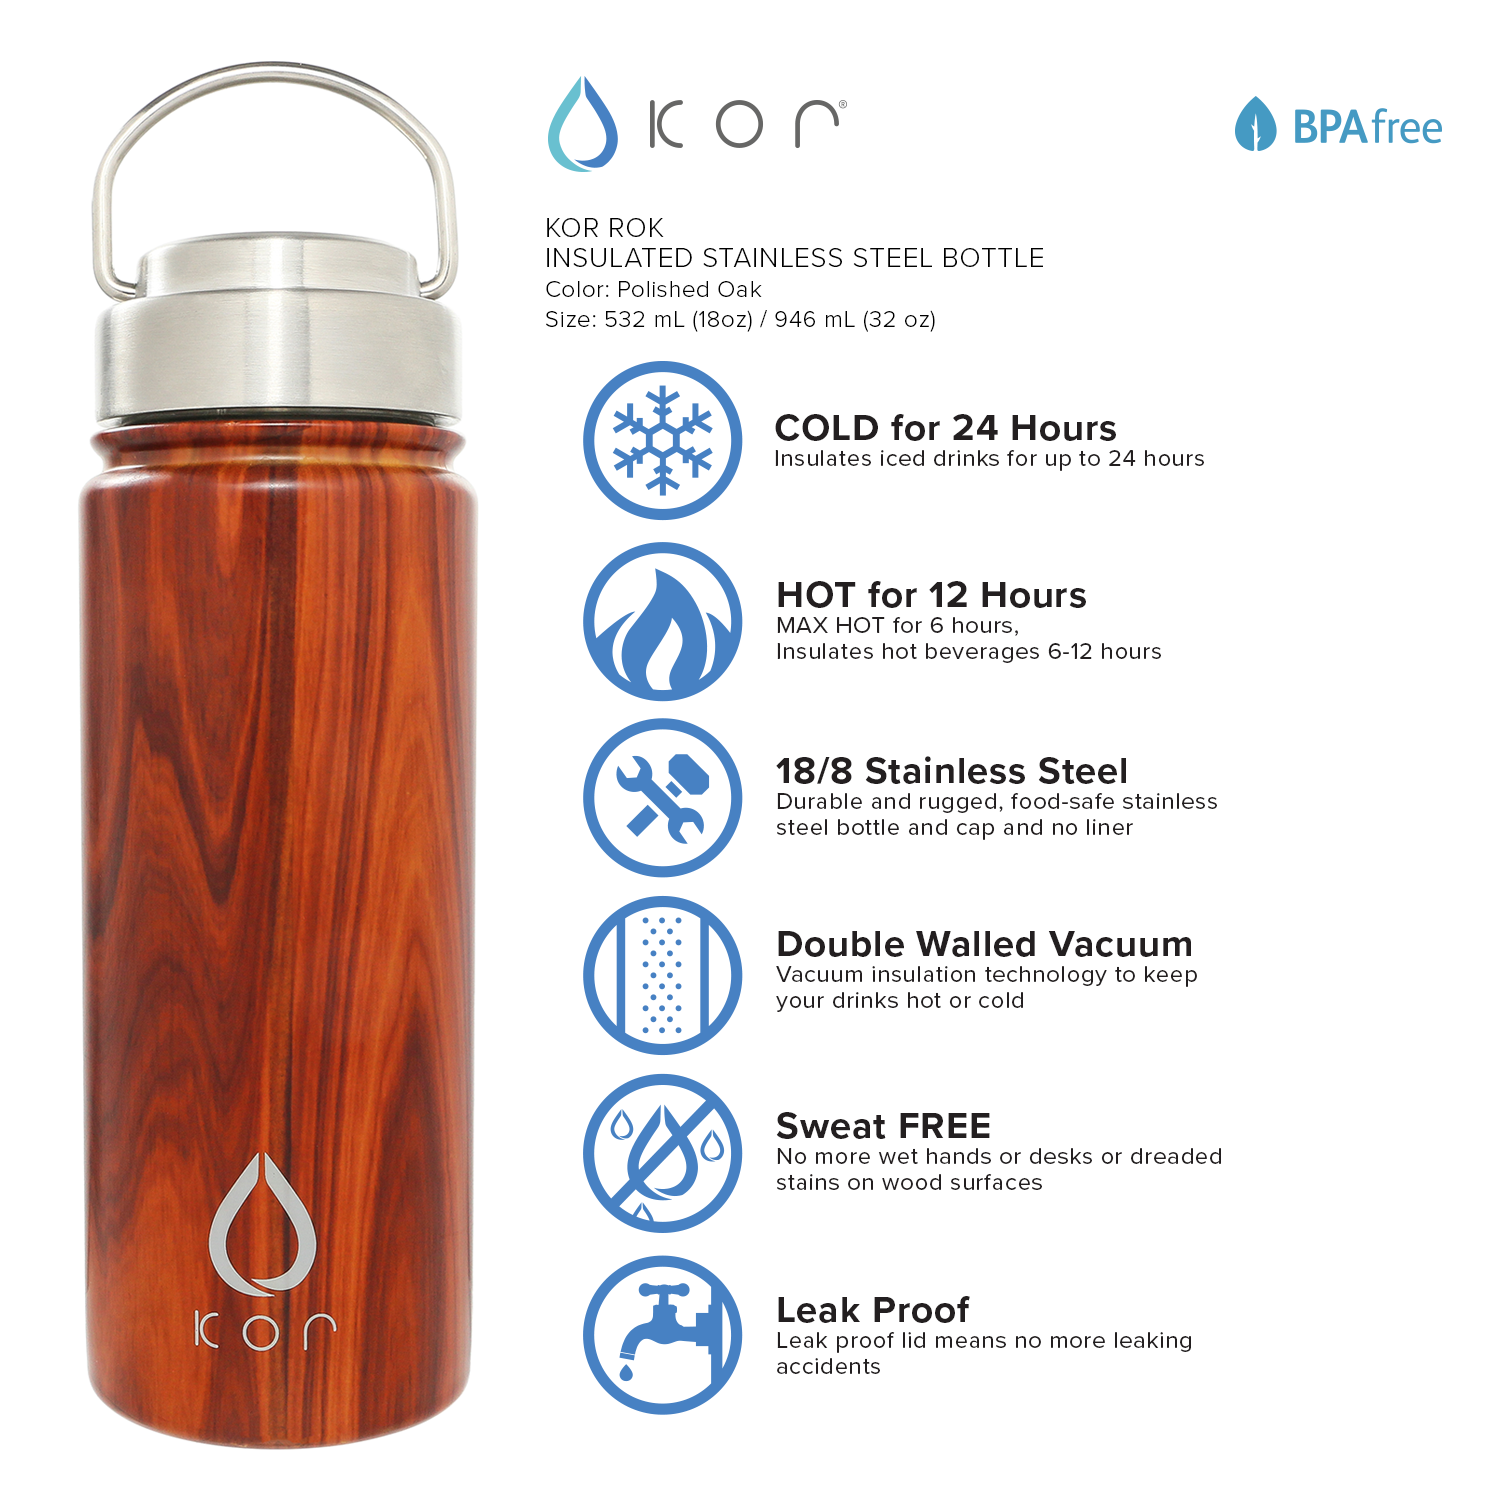 kor®
BPA free
KOR ROK
INSULATED STAINLESS STEEL BOTTLE
Color: Polished Oak
Size: 532 mL (18oz) / 946 mL (32 oz)
COLD for 24 Hours
Insulates iced drinks for up to 24 hours
HOT for 12 Hours
MAX HOT for 6 hours,
Insulates hot beverages 6-12 hours
18/8 Stainless Steel
Durable and rugged, food-safe stainless
steel bottle and cap and no liner
Double Walled Vacuum
Vacuum insulation technology to keep
your drinks hot or cold
Sweat FREE
No more wet hands or desks or dreaded
stains on wood surfaces
Leak Proof
Leak proof lid means no more leaking
accidents
kor